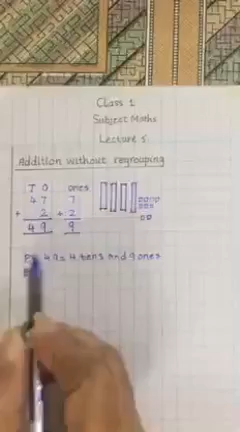 Class 1
Subject Maths
Lecture 5
Addition without regrouping
T O ones
4 7 7
+ 2 + 2
4 9 9
49 = 4 tens and 9 ones